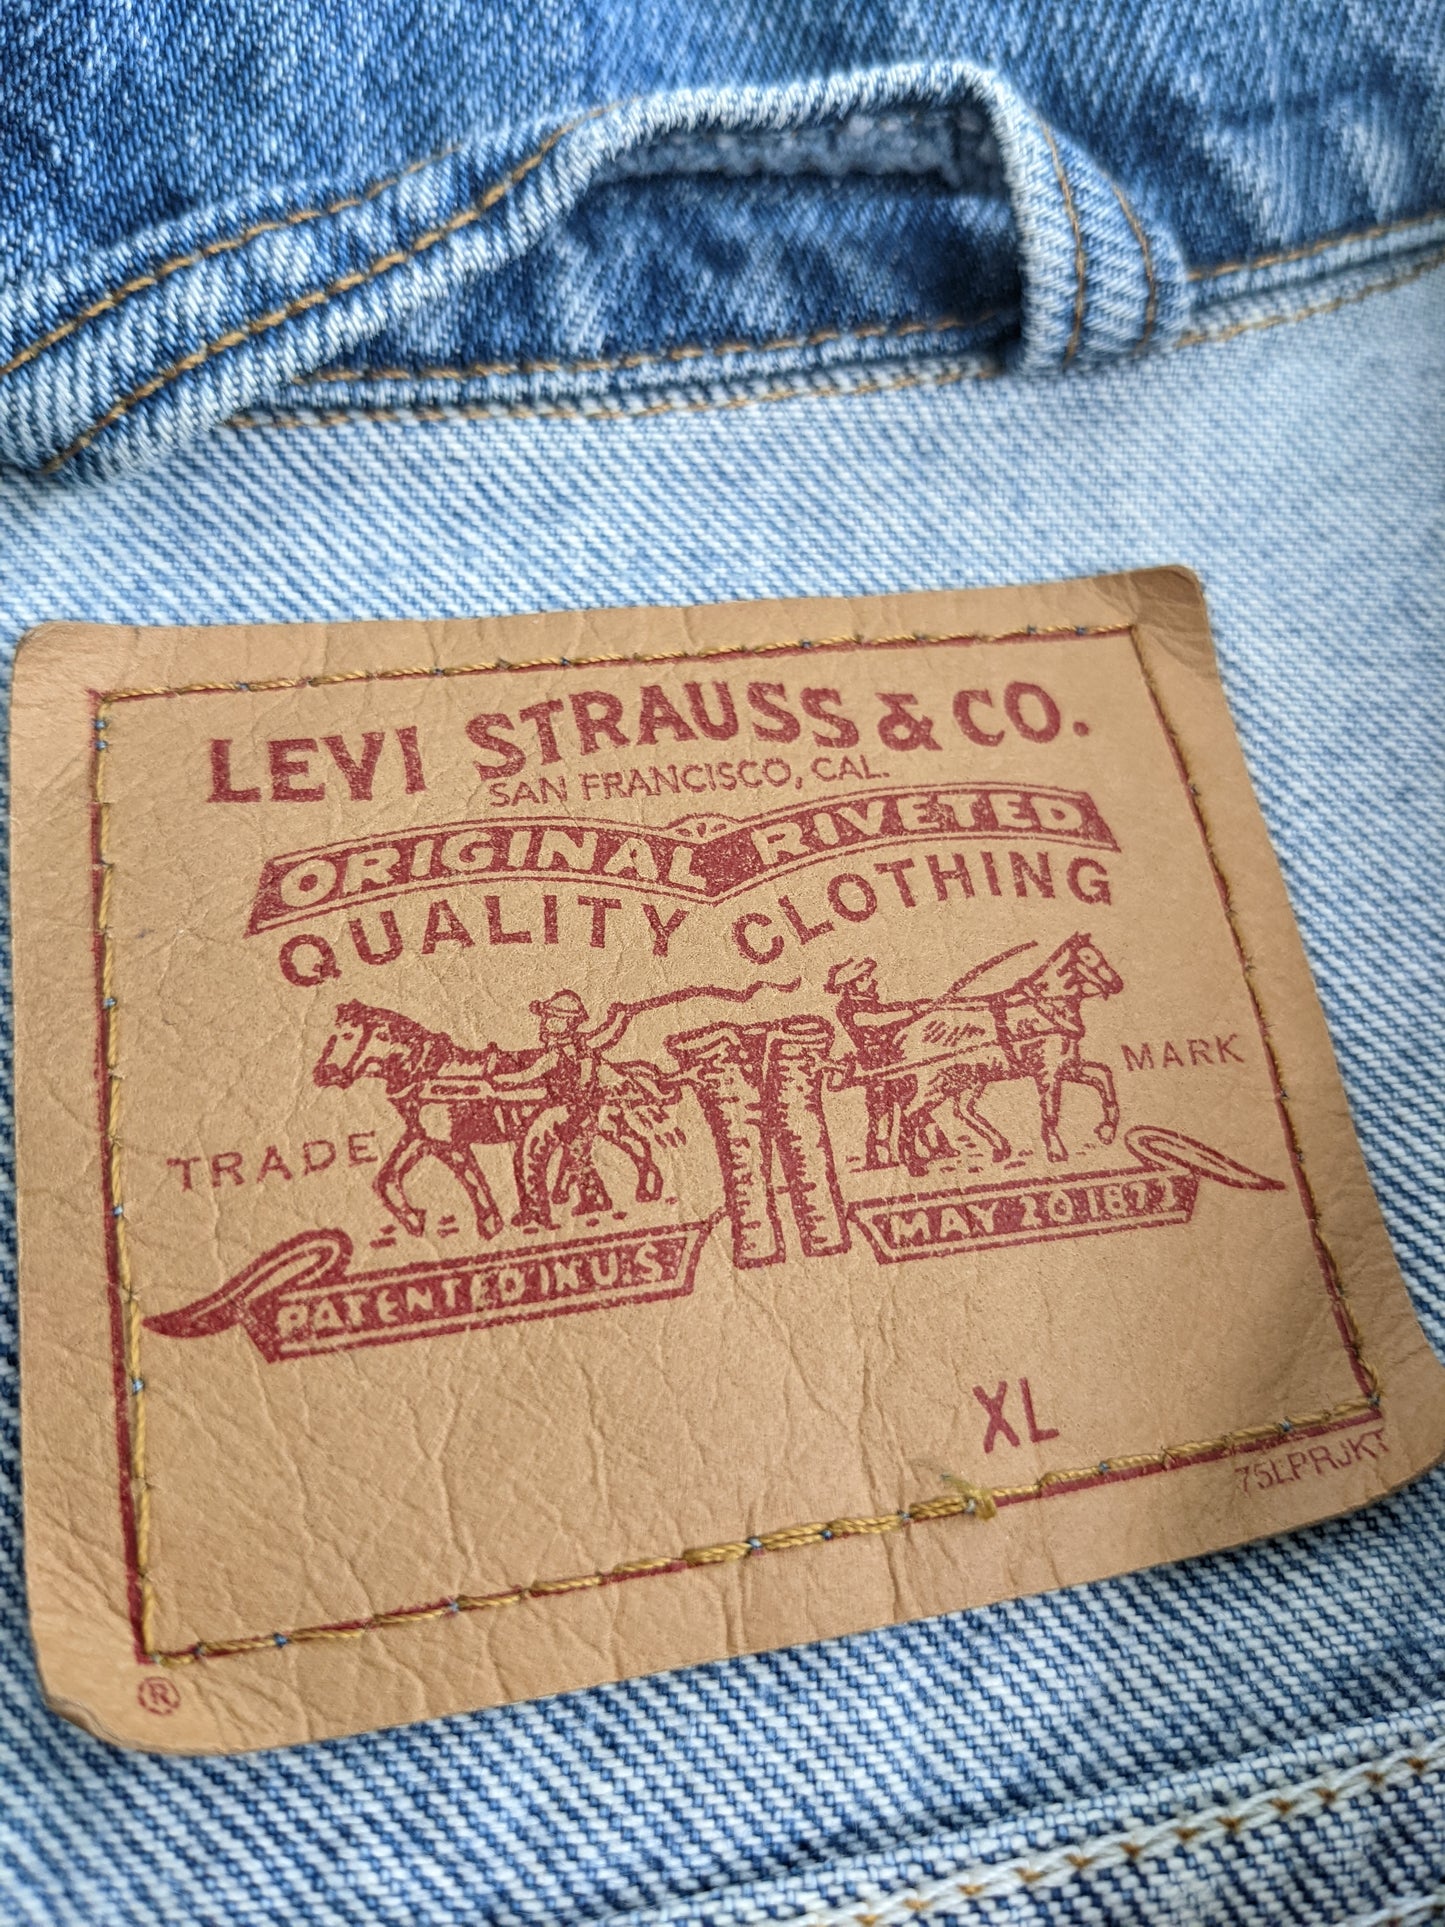 LEVI STRAUSS & CO.
SAN FRANCISCO, CAL.
ORIGINAL RIVETED
QUALITY CLOTHING
TRADE MARK
PATENTED IN U.S. MAY 20 1873
XL
75LPRJKT
®